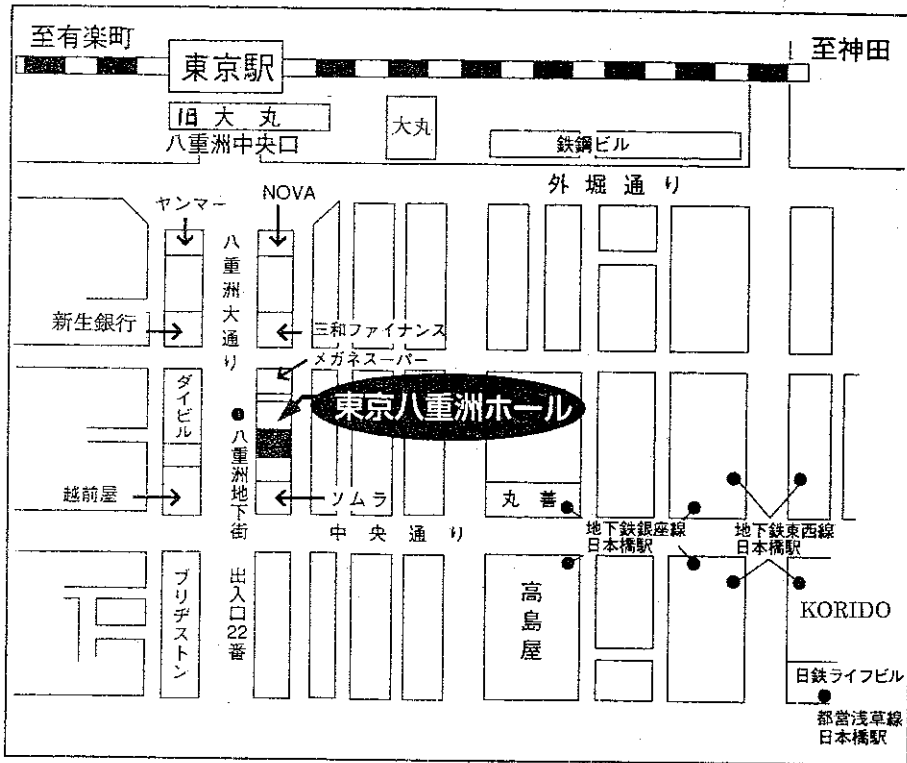 至有楽町
東京駅
至神田
旧大丸
大丸
八重洲中央口
鉄鋼ビル
外堀通り
ヤンマー
NOVA
八重洲大通り
新生銀行
三和ファイナンス
メガネスーパー
ダイビル
東京八重洲ホール
八重洲地下街
越前屋
ソムラ
丸善
中央通り
地下鉄銀座線
日本橋駅
地下鉄東西線
日本橋駅
ブリヂストン
出入口22番
高島屋
KORIDO
日鉄ライフビル
都営浅草線
日本橋駅